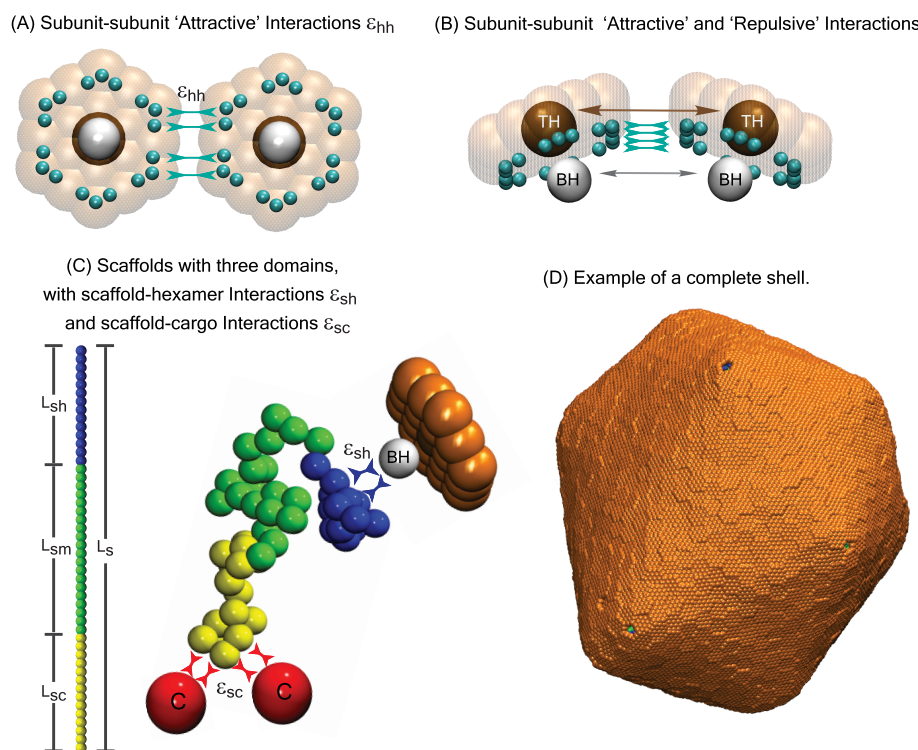 (A) Subunit-subunit ‘Attractive’ Interactions εhh
εhh
(B) Subunit-subunit ‘Attractive’ and ‘Repulsive’ Interactions
TH
TH
BH
BH
(C) Scaffolds with three domains,
with scaffold-hexamer Interactions εsh
and scaffold-cargo Interactions εsc
Lsh
Lsm
Ls
Lsc
εsh
BH
εsc
C
C
(D) Example of a complete shell.